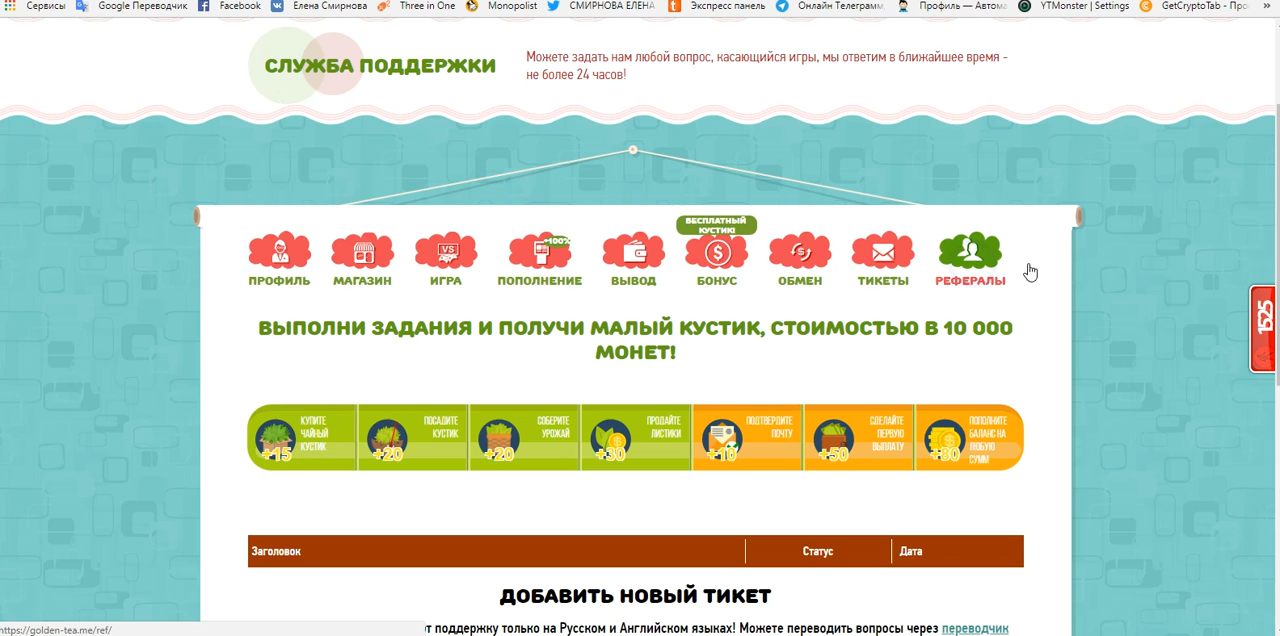 Сервисы Google Переводчик Facebook Елена Смирнова Three in One Monopolist СМИРНОВА ЕЛЕНА Экспресс панель Онлайн Телеграмм Профиль — Автома YTMonster | Settings GetCryptoTab - Про »
СЛУЖБА ПОДДЕРЖКИ
Можете задать нам любой вопрос, касающийся игры, мы ответим в ближайшее время -
не более 24 часов!
БЕСПЛАТНЫЙ
КУСТИК!
+100%
VS
ПРОФИЛЬ МАГАЗИН ИГРА ПОПОЛНЕНИЕ ВЫВОД БОНУС ОБМЕН ТИКЕТЫ РЕФЕРАЛЫ
1525
ВЫПОЛНИ ЗАДАНИЯ И ПОЛУЧИ МАЛЫЙ КУСТИК, СТОИМОСТЬЮ В 10 000
МОНЕТ!
КУПИТЕ
ЧАЙНЫЙ
КУСТИК
+15
ПОСАДИТЕ
КУСТИК
+20
СОБЕРИТЕ
УРОЖАЙ
+20
ПРОДАЙТЕ
ЛИСТИКИ
+30
ПОДТВЕРДИТЕ
ПОЧТУ
+10
СДЕЛАЙТЕ
ПЕРВУЮ
ВЫПЛАТУ
+50
ПОПОЛНИТЕ
БАЛАНС НА
ЛЮБУЮ
СУММ
+80
Заголовок Статус Дата
ДОБАВИТЬ НОВЫЙ ТИКЕТ
поддержку только на Русском и Английском языках! Можете переводить вопросы через переводчик
https://golden-tea.me/ref/